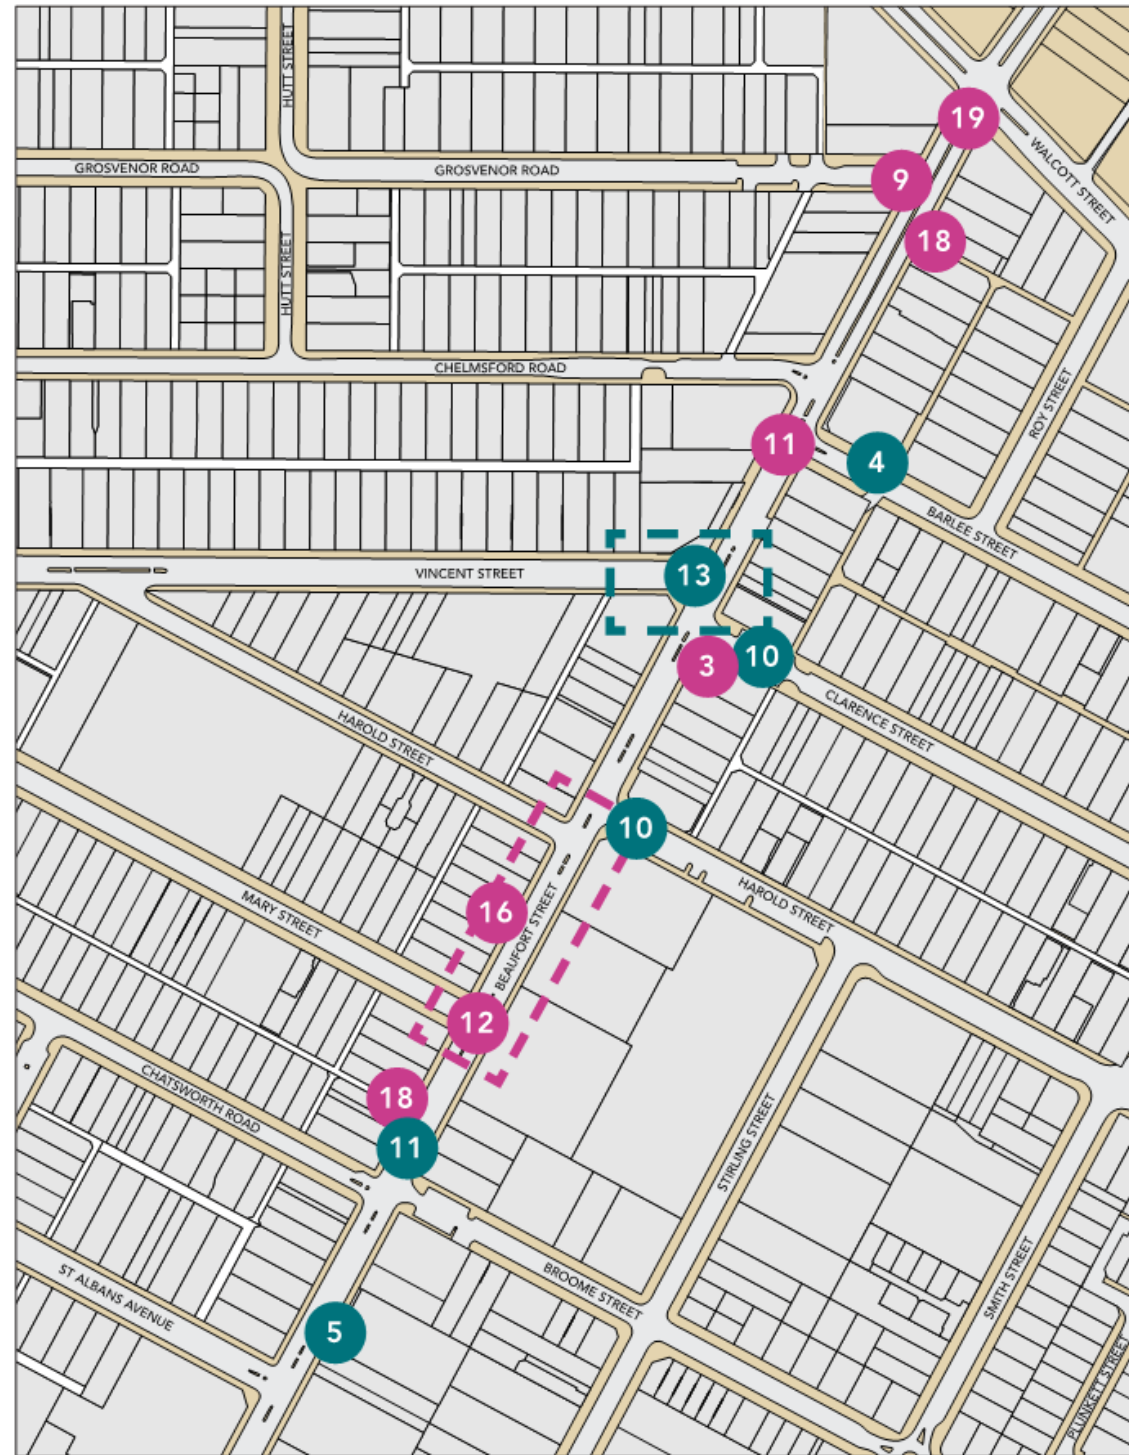 HUTT STREET
19
WALCOTT STREET
GROSVENOR ROAD
GROSVENOR ROAD
9
18
HUTT STREET
CHELMSFORD ROAD
ROY STREET
11
4
BARLEE STREET
VINCENT STREET
13
10
3
CLARENCE STREET
HAROLD STREET
10
HAROLD STREET
16
MARY STREET
BEAUFORT STREET
12
18
CHATSWORTH ROAD
11
STIRLING STREET
ST ALBANS AVENUE
BROOME STREET
SMITH STREET
5
PLUNKETT STREET